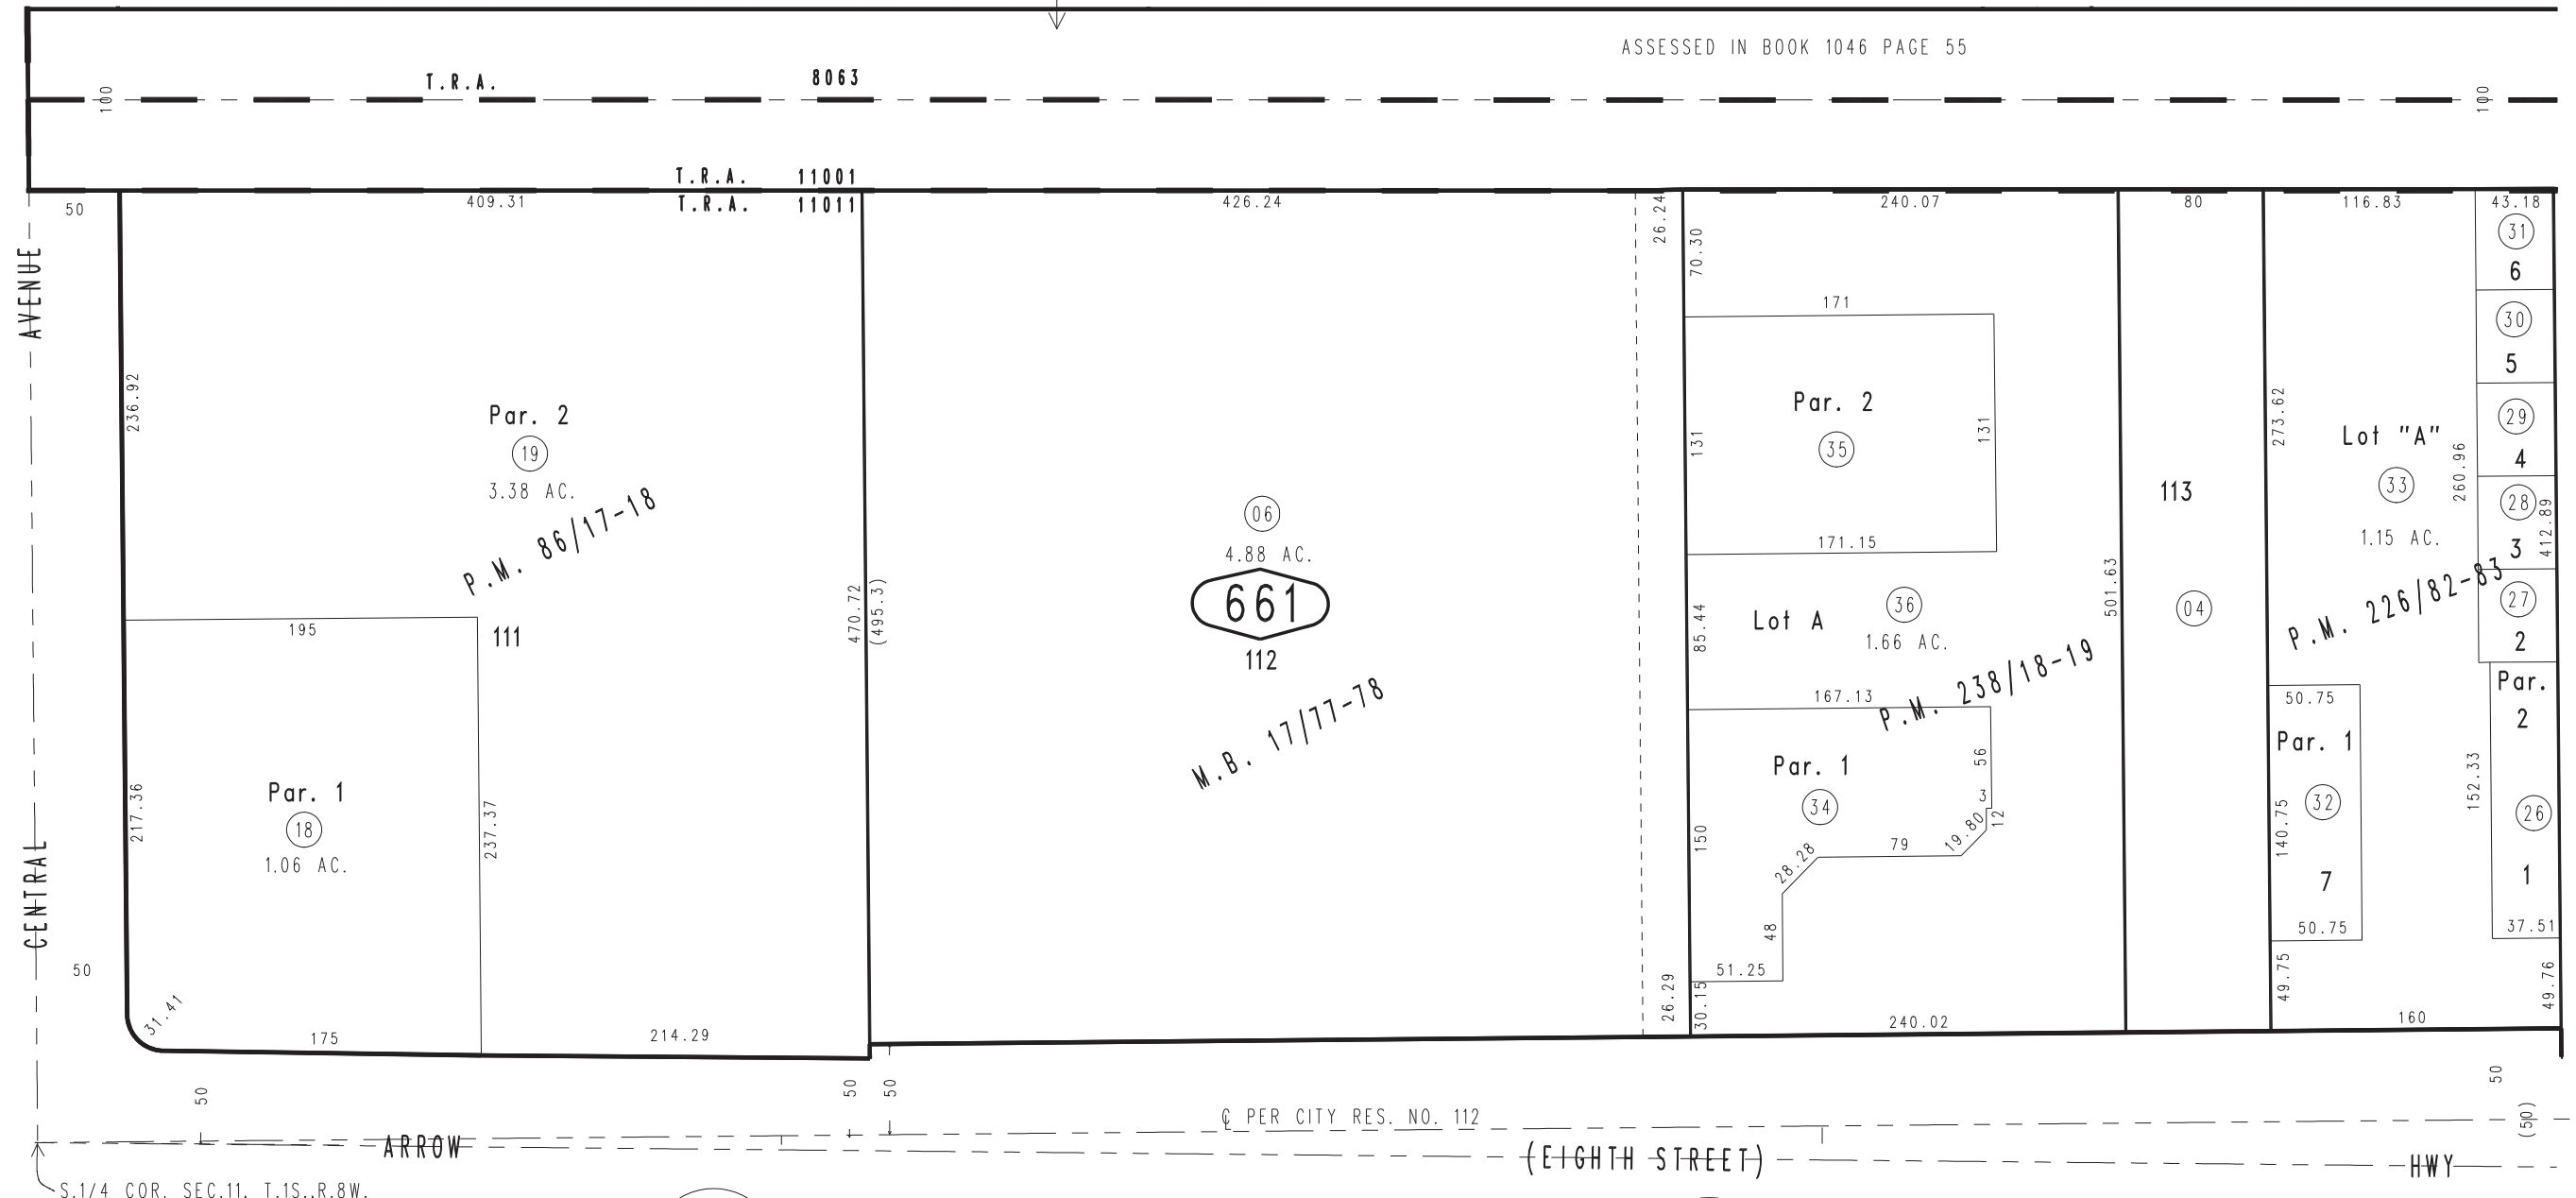 ASSESSED IN BOOK 1046 PAGE 55
T.R.A. 8063
100
100
T.R.A. 11001
T.R.A. 11011
50
409.31
426.24
26.24
240.07
80
116.83
43.18
AVENUE
236.92
Par. 2
19
3.38 AC.
P.M. 86/17-18
195
111
470.72
(495.3)
Par. 1
18
1.06 AC.
217.36
237.37
CENTRAL
50
31.41
175
214.29
06
4.88 AC.
661
112
M.B. 17/77-78
26.29
70.30
171
Par. 2
35
131
131
171.15
Lot A
36
1.66 AC.
85.44
167.13
P.M. 238/18-19
Par. 1
34
56
3
12
19.80
79
28.28
150
48
51.25
30.15
240.02
501.63
113
04
273.62
Lot "A"
33
1.15 AC.
260.96
P.M. 226/82-83
31
6
30
5
29
4
28
3
412.89
27
2
50.75
Par. 1
32
140.75
7
50.75
49.75
Par.
2
152.33
26
1
37.51
49.76
160
50
50
50
50
(50)
℄ PER CITY RES. NO. 112
ARROW
(EIGHTH STREET)
HWY
S.1/4 COR. SEC.11, T.1S.,R.8W.